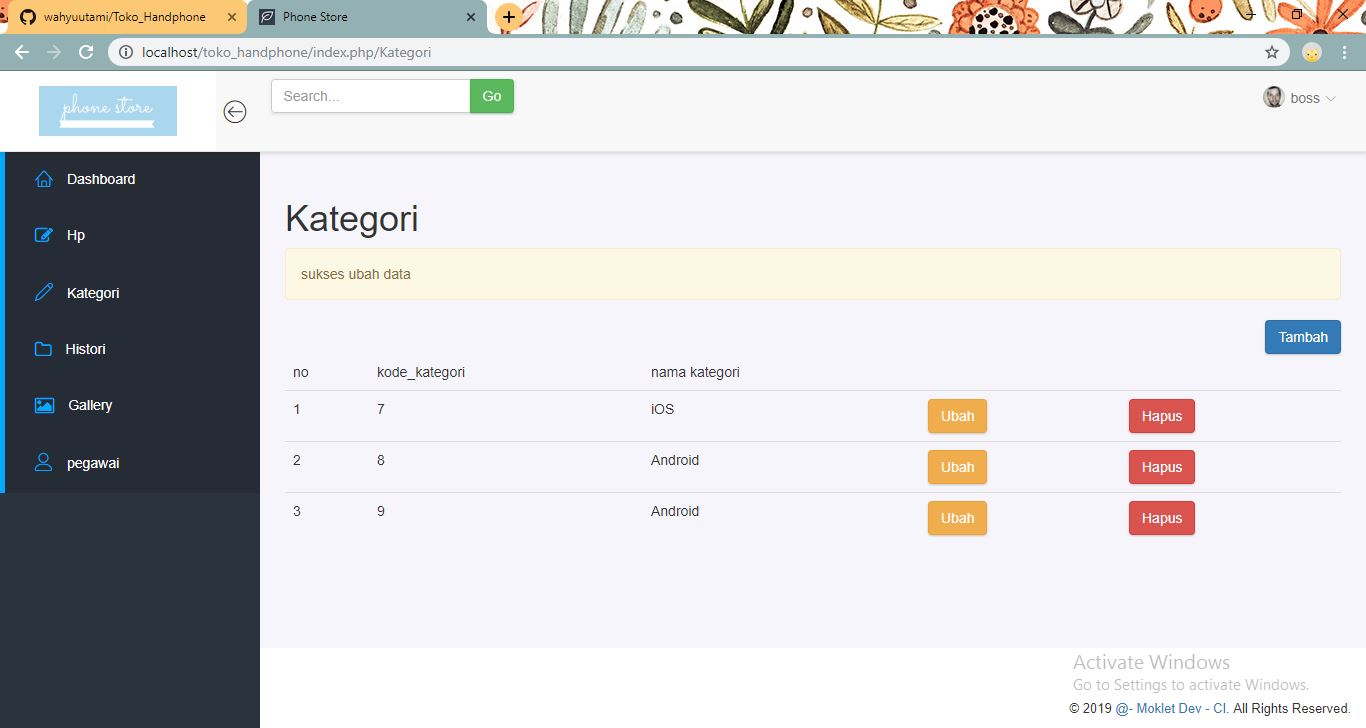 wahyuutami/Toko_Handphone
Phone Store
localhost/toko_handphone/index.php/Kategori
phone store
Search...
Go
boss
Dashboard
Hp
Kategori
Histori
Gallery
pegawai
Kategori
sukses ubah data
Tambah
no kode_kategori nama kategori
1 7 iOS Ubah Hapus
2 8 Android Ubah Hapus
3 9 Android Ubah Hapus
Activate Windows
Go to Settings to activate Windows.
© 2019 @- Moklet Dev - CI. All Rights Reserved.